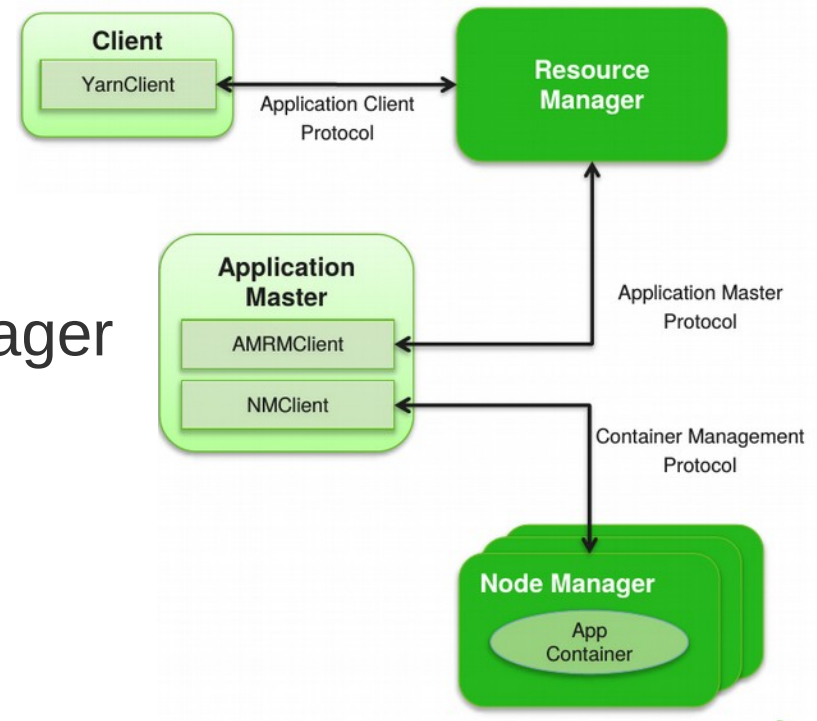 Client
YarnClient
Application Client
Protocol
Resource
Manager
Application
Master
AMRMClient
NMClient
ager
Application Master
Protocol
Container Management
Protocol
Node Manager
App
Container